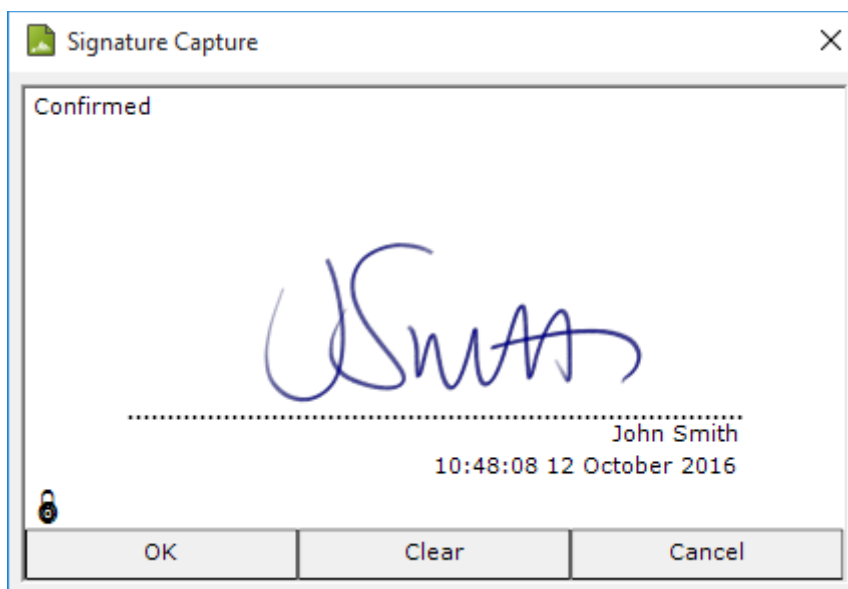 Signature Capture
Confirmed
JSmith
John Smith
10:48:08 12 October 2016
OK Clear Cancel